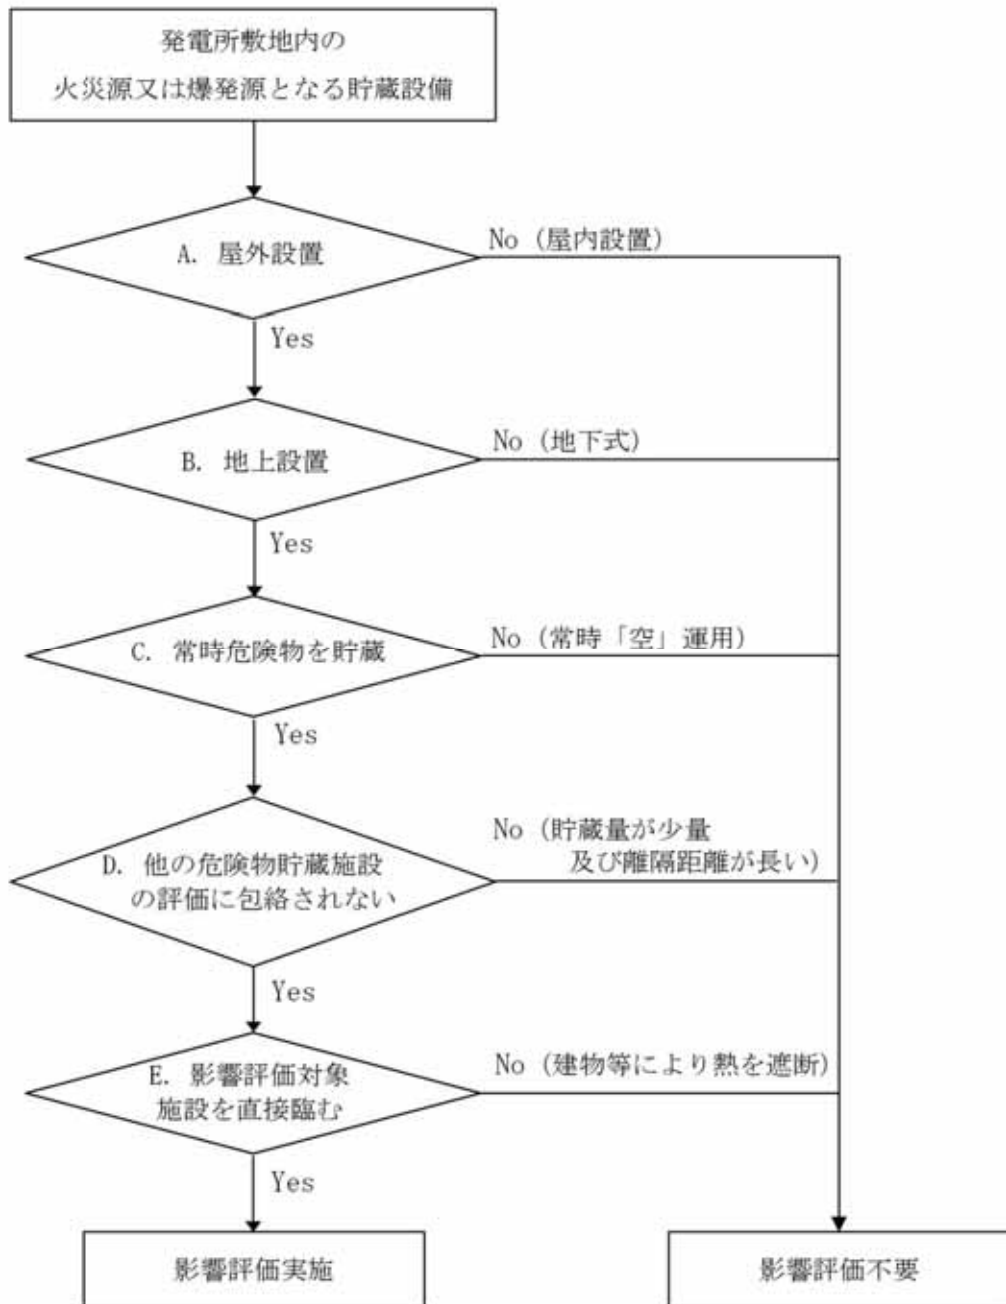 発電所敷地内の
火災源又は爆発源となる貯蔵設備
A. 屋外設置
No (屋内設置)
Yes
B. 地上設置
No (地下式)
Yes
C. 常時危険物を貯蔵
No (常時「空」運用)
Yes
D. 他の危険物貯蔵施設
の評価に包絡されない
No (貯蔵量が少量
及び離隔距離が長い)
Yes
E. 影響評価対象
施設を直接臨む
No (建物等により熱を遮断)
Yes
影響評価実施
影響評価不要